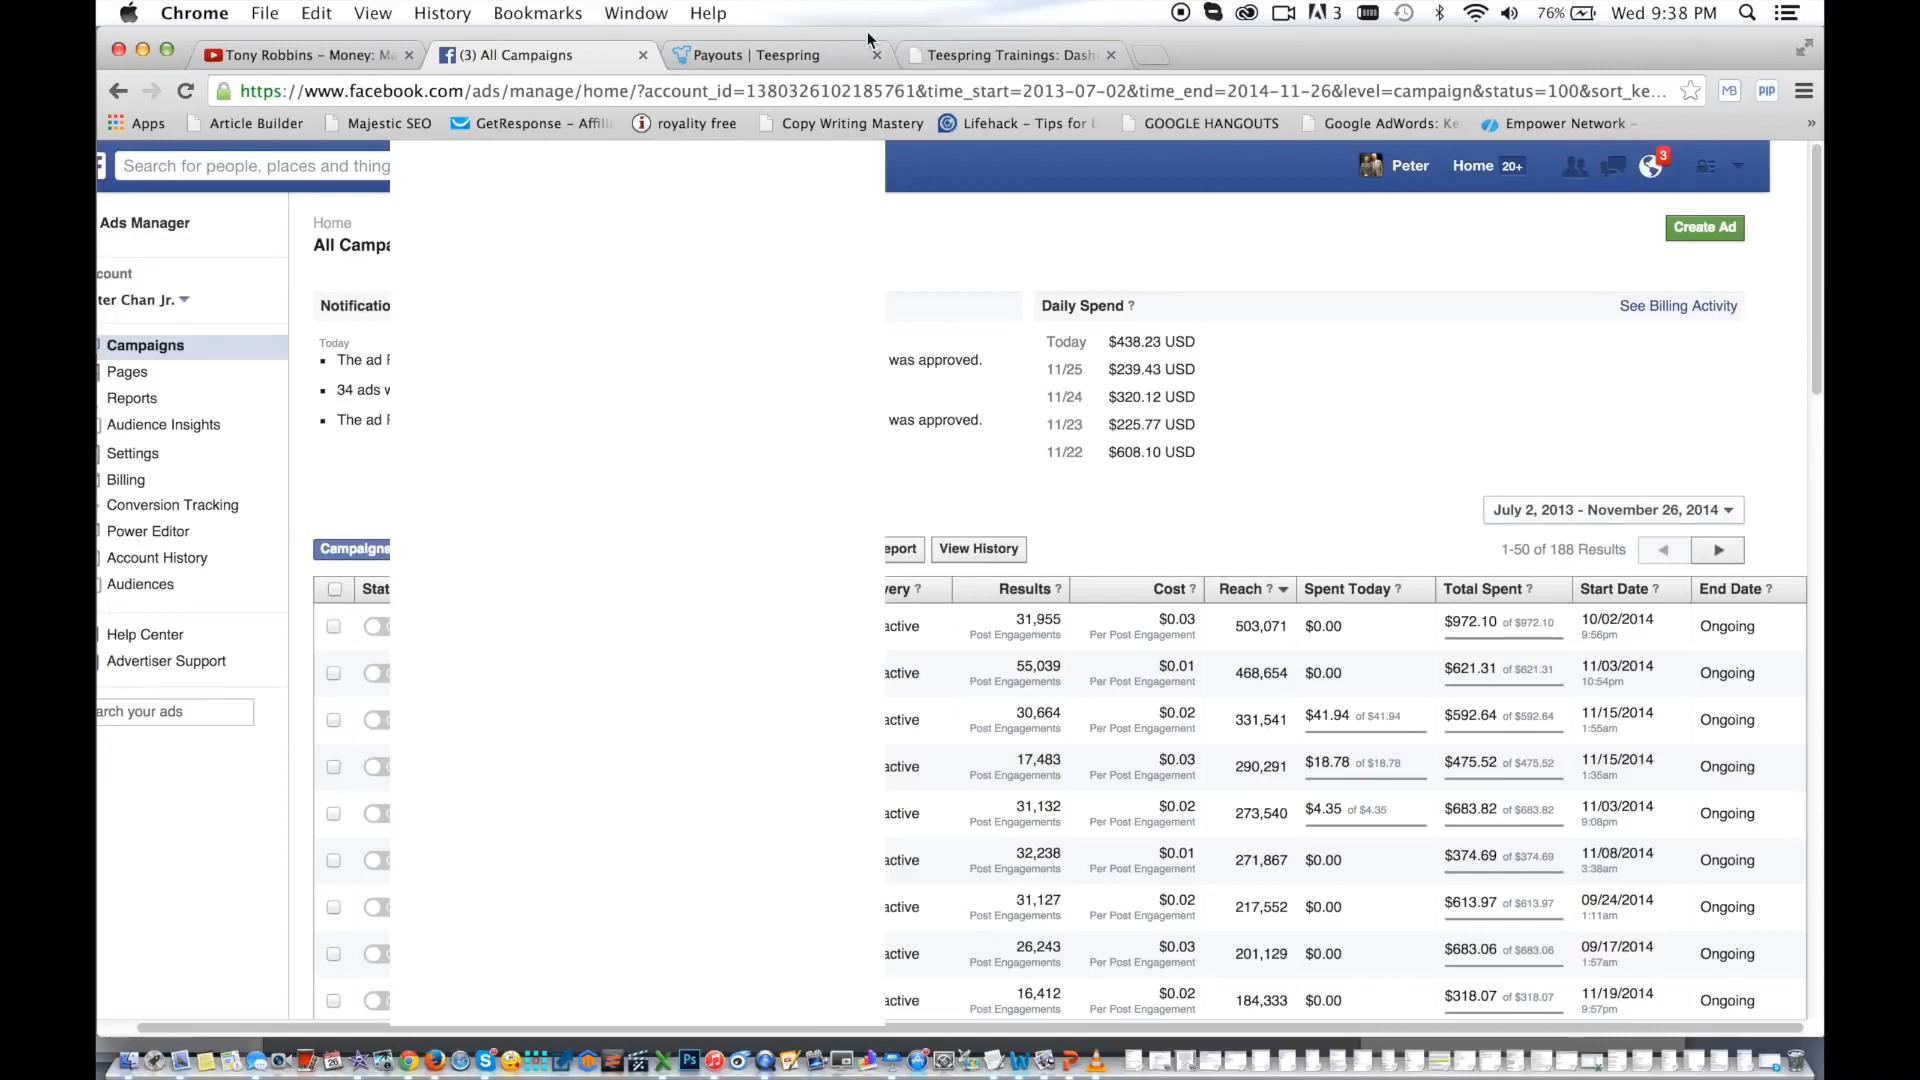 Chrome File Edit View History Bookmarks Window Help 3 76% Wed 9:38 PM
Tony Robbins – Money: Ma (3) All Campaigns Payouts | Teespring Teespring Trainings: Dash
https://www.facebook.com/ads/manage/home/?account_id=1380326102185761&time_start=2013-07-02&time_end=2014-11-26&level=campaign&status=100&sort_ke... MB PIP
Apps Article Builder Majestic SEO GetResponse – Affili royality free Copy Writing Mastery Lifehack – Tips for L GOOGLE HANGOUTS Google AdWords: Ke Empower Network – »
Search for people, places and thing Peter Home 20+ 3
Ads Manager
Home
All Campa
Create Ad
count
ter Chan Jr.
Notificatio
Daily Spend ? See Billing Activity
Today
The ad F was approved.
34 ads w
The ad F was approved.
Today $438.23 USD
11/25 $239.43 USD
11/24 $320.12 USD
11/23 $225.77 USD
11/22 $608.10 USD
Campaigns
Pages
Reports
Audience Insights
Settings
Billing
Conversion Tracking
Power Editor
Account History
Audiences
Help Center
Advertiser Support
arch your ads
July 2, 2013 - November 26, 2014
Campaigns eport View History 1-50 of 188 Results
Stat very ? Results ? Cost ? Reach ? Spent Today ? Total Spent ? Start Date ? End Date ?
active 31,955 $0.03 503,071 $0.00 $972.10 of $972.10 10/02/2014 Ongoing
Post Engagements Per Post Engagement 9:56pm
active 55,039 $0.01 468,654 $0.00 $621.31 of $621.31 11/03/2014 Ongoing
Post Engagements Per Post Engagement 10:54pm
active 30,664 $0.02 331,541 $41.94 of $41.94 $592.64 of $592.64 11/15/2014 Ongoing
Post Engagements Per Post Engagement 1:55am
active 17,483 $0.03 290,291 $18.78 of $18.78 $475.52 of $475.52 11/15/2014 Ongoing
Post Engagements Per Post Engagement 1:35am
active 31,132 $0.02 273,540 $4.35 of $4.35 $683.82 of $683.82 11/03/2014 Ongoing
Post Engagements Per Post Engagement 9:08pm
active 32,238 $0.01 271,867 $0.00 $374.69 of $374.69 11/08/2014 Ongoing
Post Engagements Per Post Engagement 3:38am
active 31,127 $0.02 217,552 $0.00 $613.97 of $613.97 09/24/2014 Ongoing
Post Engagements Per Post Engagement 1:11am
active 26,243 $0.03 201,129 $0.00 $683.06 of $683.06 09/17/2014 Ongoing
Post Engagements Per Post Engagement 1:57am
active 16,412 $0.02 184,333 $0.00 $318.07 of $318.07 11/19/2014 Ongoing
Post Engagements Per Post Engagement 9:57pm